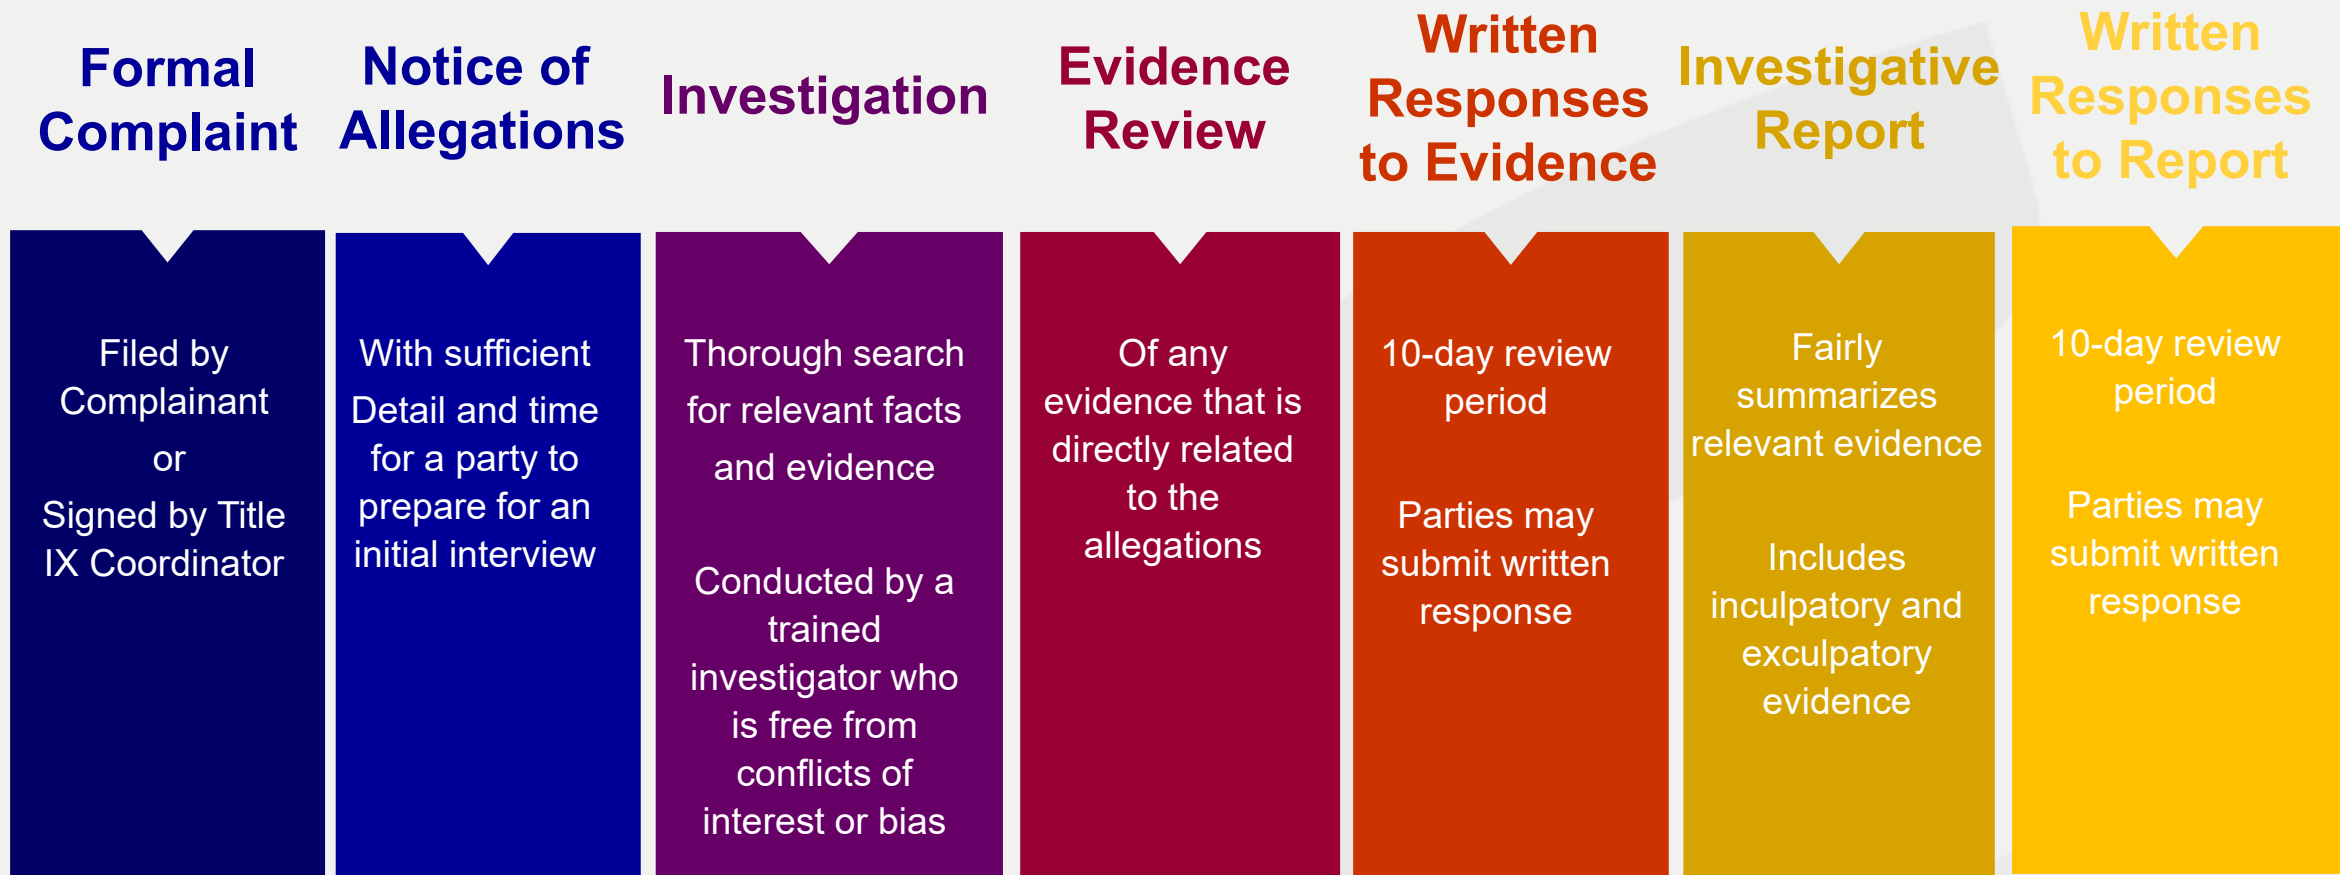 Formal
Complaint
Filed by
Complainant
or
Signed by Title
IX Coordinator
Notice of
Allegations
With sufficient
Detail and time
for a party to
prepare for an
initial interview
Investigation
Thorough search
for relevant facts
and evidence
Conducted by a
trained
investigator who
is free from
conflicts of
interest or bias
Evidence
Review
Of any
evidence that is
directly related
to the
allegations
Written
Responses
to Evidence
10-day review
period
Parties may
submit written
response
Investigative
Report
Fairly
summarizes
relevant evidence
Includes
inculpatory and
exculpatory
evidence
Written
Responses
to Report
10-day review
period
Parties may
submit written
response